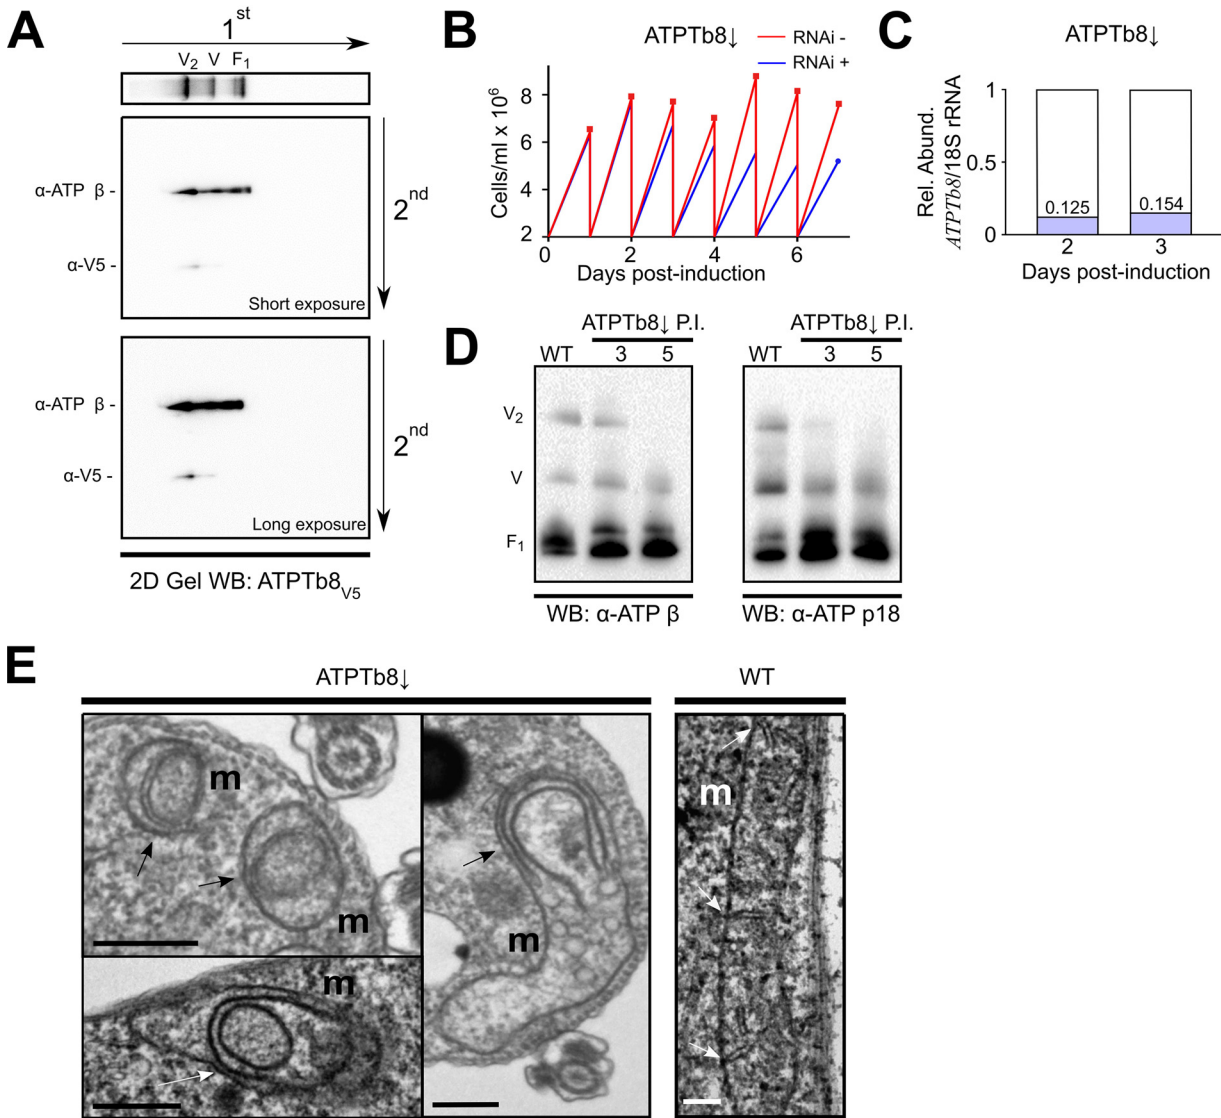 A
1st
V2 V F1
α-ATP β -
α-V5 -
Short exposure
2nd
α-ATP β -
α-V5 -
Long exposure
2nd
2D Gel WB: ATPTb8V5
B
ATPTb8↓
RNAi -
RNAi +
Cells/ml x 10⁶
8
6
4
2
0 2 4 6
Days post-induction
C
ATPTb8↓
Rel. Abund.
ATPTb8/18S rRNA
1
0.5
0
0.125 0.154
2 3
Days post-induction
D
ATPTb8↓ P.I.
WT 3 5
V2
V
F1
WB: α-ATP β
ATPTb8↓ P.I.
WT 3 5
WB: α-ATP p18
E
ATPTb8↓
m
m
m
m
WT
m